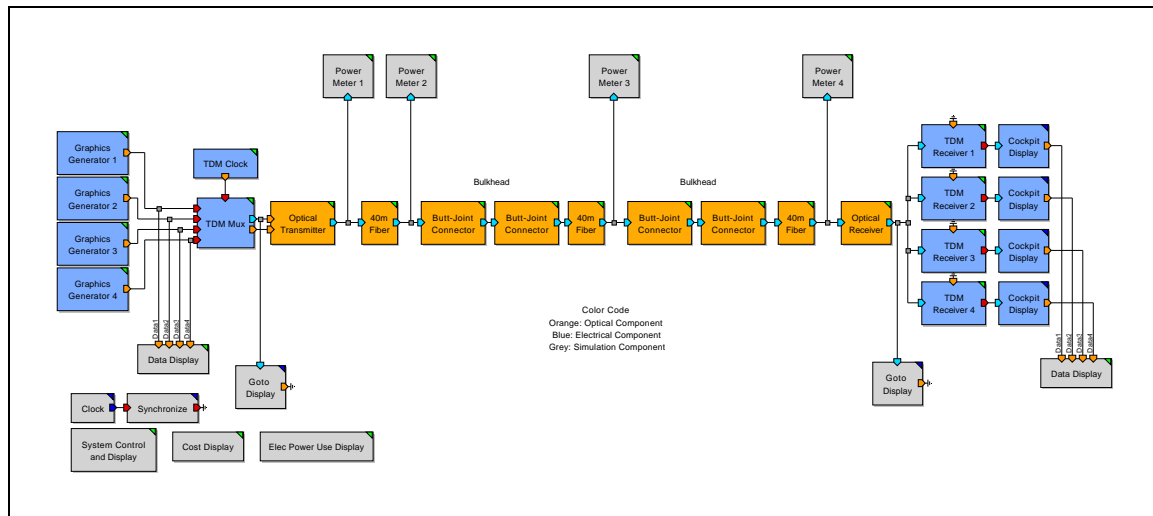 Power
Meter 1
Power
Meter 2
Power
Meter 3
Power
Meter 4
Graphics
Generator 1
Graphics
Generator 2
Graphics
Generator 3
Graphics
Generator 4
TDM Clock
TDM Mux
Optical
Transmitter
40m
Fiber
Bulkhead
Butt-Joint
Connector
Butt-Joint
Connector
40m
Fiber
Bulkhead
Butt-Joint
Connector
Butt-Joint
Connector
40m
Fiber
Optical
Receiver
TDM
Receiver 1
Cockpit
Display
TDM
Receiver 2
Cockpit
Display
TDM
Receiver 3
Cockpit
Display
TDM
Receiver 4
Cockpit
Display
Color Code
Orange: Optical Component
Blue: Electrical Component
Grey: Simulation Component
Data1
Data2
Data3
Data4
Data Display
Goto
Display
Goto
Display
Data1
Data2
Data3
Data4
Data Display
Clock
Synchronize
System Control
and Display
Cost Display
Elec Power Use Display